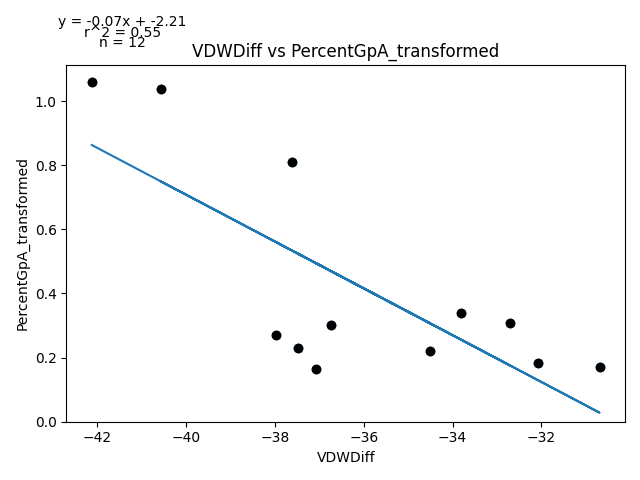 y = -0.07x + -2.21
r^2 = 0.55
n = 12
VDWDiff vs PercentGpA_transformed
PercentGpA_transformed
1.0
0.8
0.6
0.4
0.2
0.0
−42
−40
−38
−36
−34
−32
VDWDiff